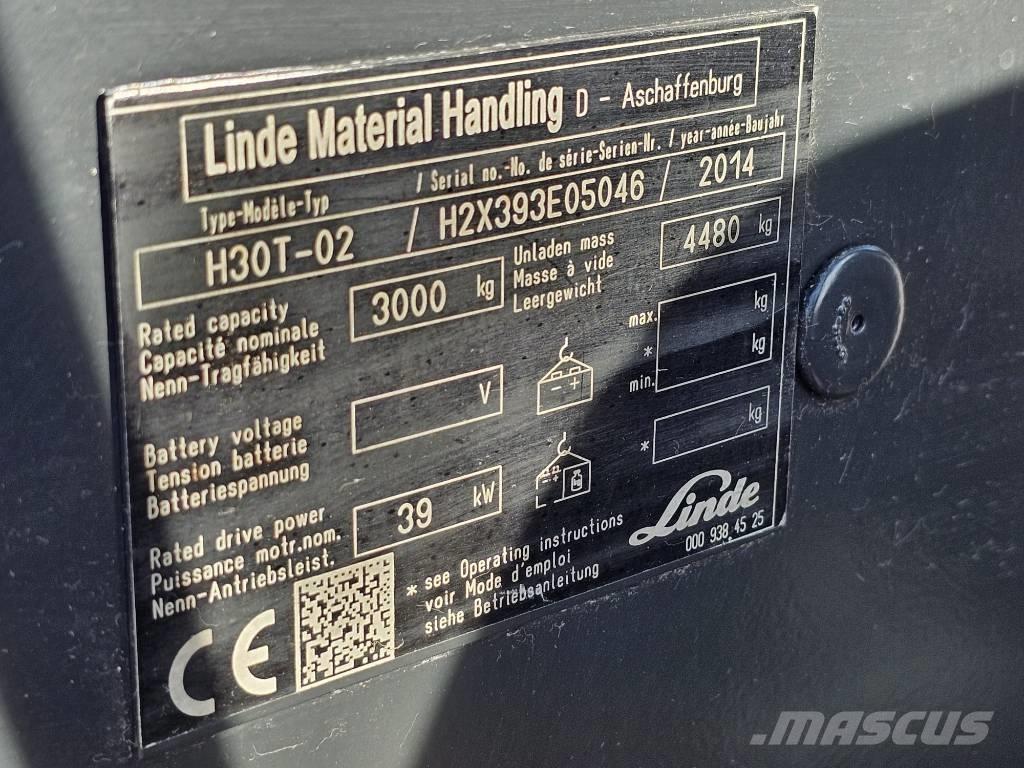 Linde Material Handling D - Aschaffenburg
Type-Modèle-Typ / Serial no.-No. de série-Serien-Nr. / year-année-Baujahr
H30T-02 / H2X393E05046 / 2014
Rated capacity
Capacité nominale
Nenn-Tragfähigkeit
3000 kg
Unladen mass
Masse à vide
Leergewicht
4480 kg
Battery voltage
Tension batterie
Batteriespannung
V
- +
max. kg
* kg
min.
Rated drive power
Puissance motr.nom.
Nenn-Antriebsleist.
39 kW
* kg
* see Operating instructions
voir Mode d'emploi
siehe Betriebsanleitung
Linde
000 938 45 25
CE
MASCUS